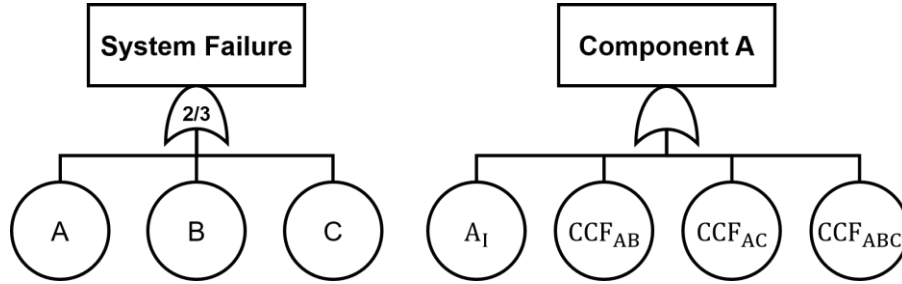 System Failure
2/3
A
B
C
Component A
A_I
CCF_AB
CCF_AC
CCF_ABC